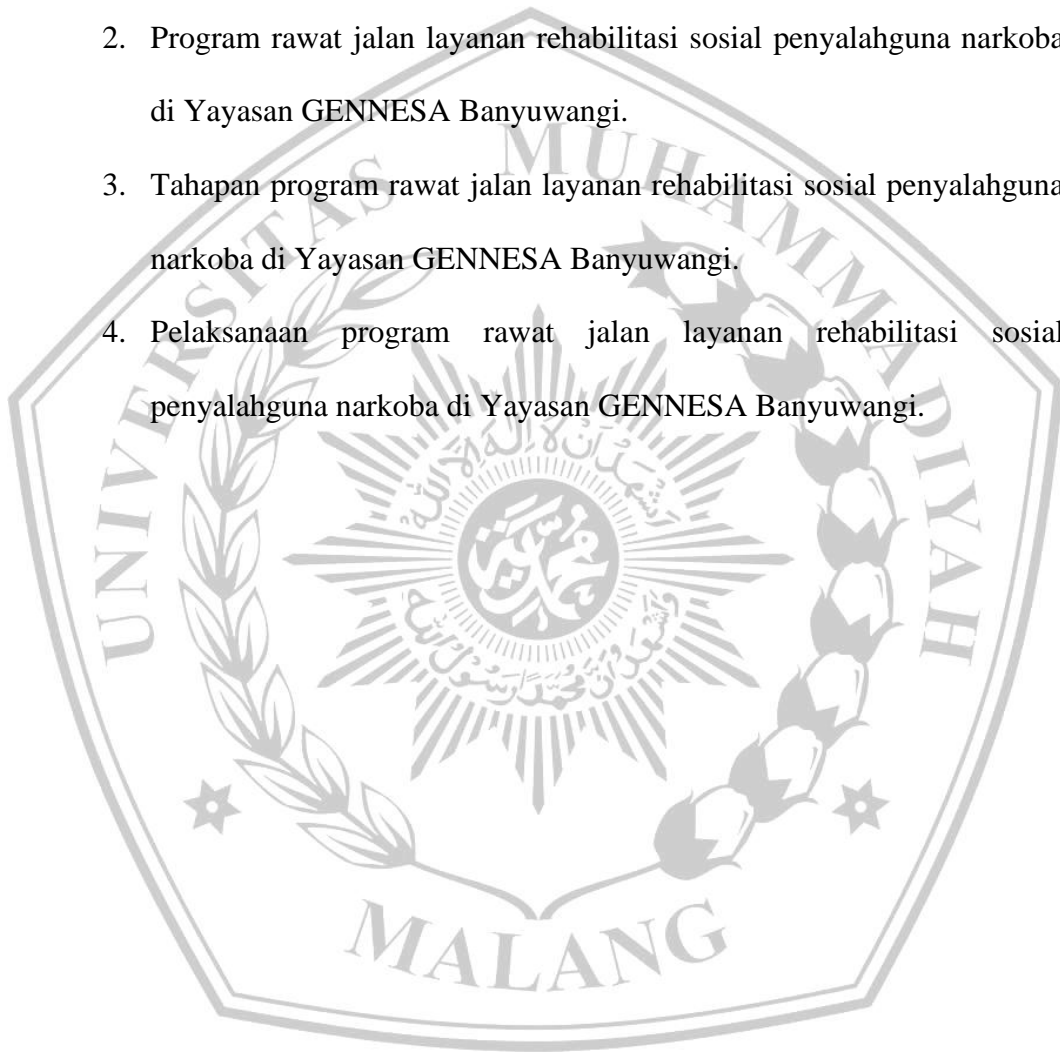 2. Program rawat jalan layanan rehabilitasi sosial penyalahguna narkoba
di Yayasan GENNESA Banyuwangi.
3. Tahapan program rawat jalan layanan rehabilitasi sosial penyalahguna
narkoba di Yayasan GENNESA Banyuwangi.
4. Pelaksanaan program rawat jalan layanan rehabilitasi sosial
penyalahguna narkoba di Yayasan GENNESA Banyuwangi.
UNIVERSITAS MUHAMMADIYAH
MALANG